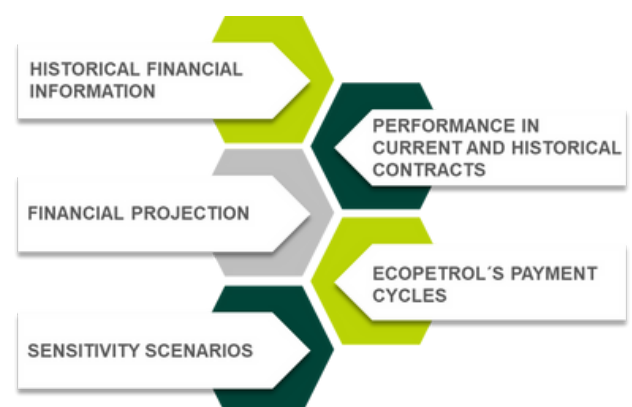 HISTORICAL FINANCIAL
INFORMATION
PERFORMANCE IN
CURRENT AND HISTORICAL
CONTRACTS
FINANCIAL PROJECTION
ECOPETROL´S PAYMENT
CYCLES
SENSITIVITY SCENARIOS